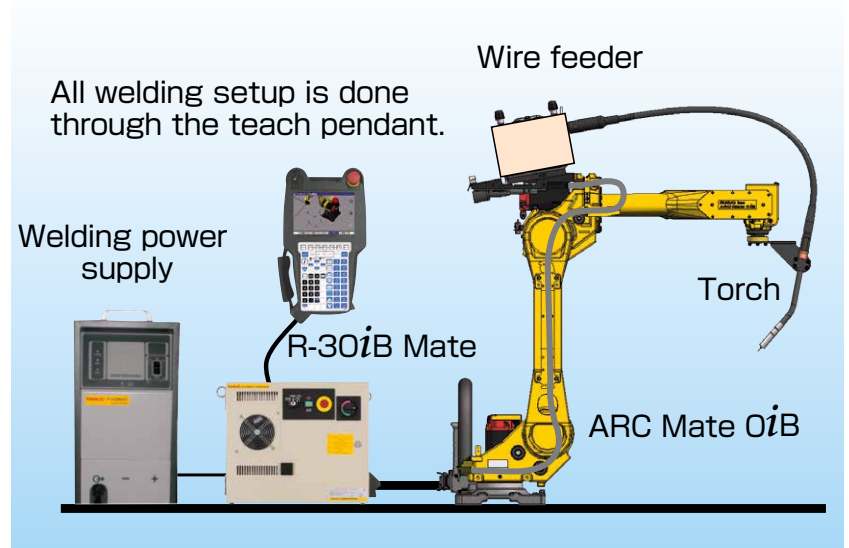 Wire feeder
All welding setup is done
through the teach pendant.
Welding power
supply
Torch
R-30iB Mate
ARC Mate 0iB